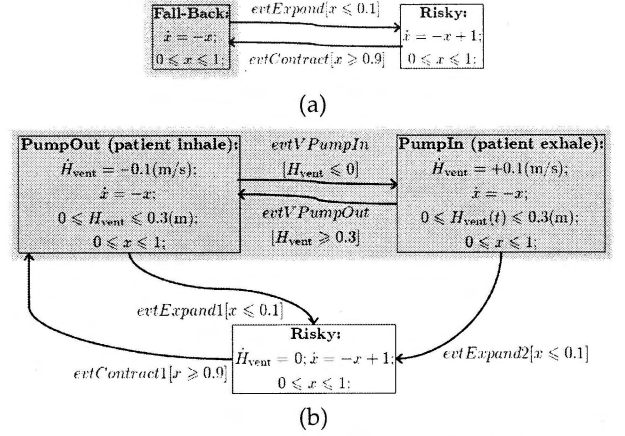 Fall-Back:
ẋ = −x;
0 ⩽ x ⩽ 1;
evtExpand[x ⩽ 0.1]
evtContract[x ⩾ 0.9]
Risky:
ẋ = −x + 1;
0 ⩽ x ⩽ 1;
(a)
PumpOut (patient inhale):
Ḣvent = −0.1(m/s);
ẋ = −x;
0 ⩽ Hvent ⩽ 0.3(m);
0 ⩽ x ⩽ 1;
evtVPumpIn
[Hvent ⩽ 0]
evtVPumpOut
[Hvent ⩾ 0.3]
PumpIn (patient exhale):
Ḣvent = +0.1(m/s);
ẋ = −x;
0 ⩽ Hvent(t) ⩽ 0.3(m);
0 ⩽ x ⩽ 1;
evtExpand1[x ⩽ 0.1]
evtContract1[x ⩾ 0.9]
Risky:
Ḣvent = 0; ẋ = −x + 1;
0 ⩽ x ⩽ 1;
evtExpand2[x ⩽ 0.1]
(b)